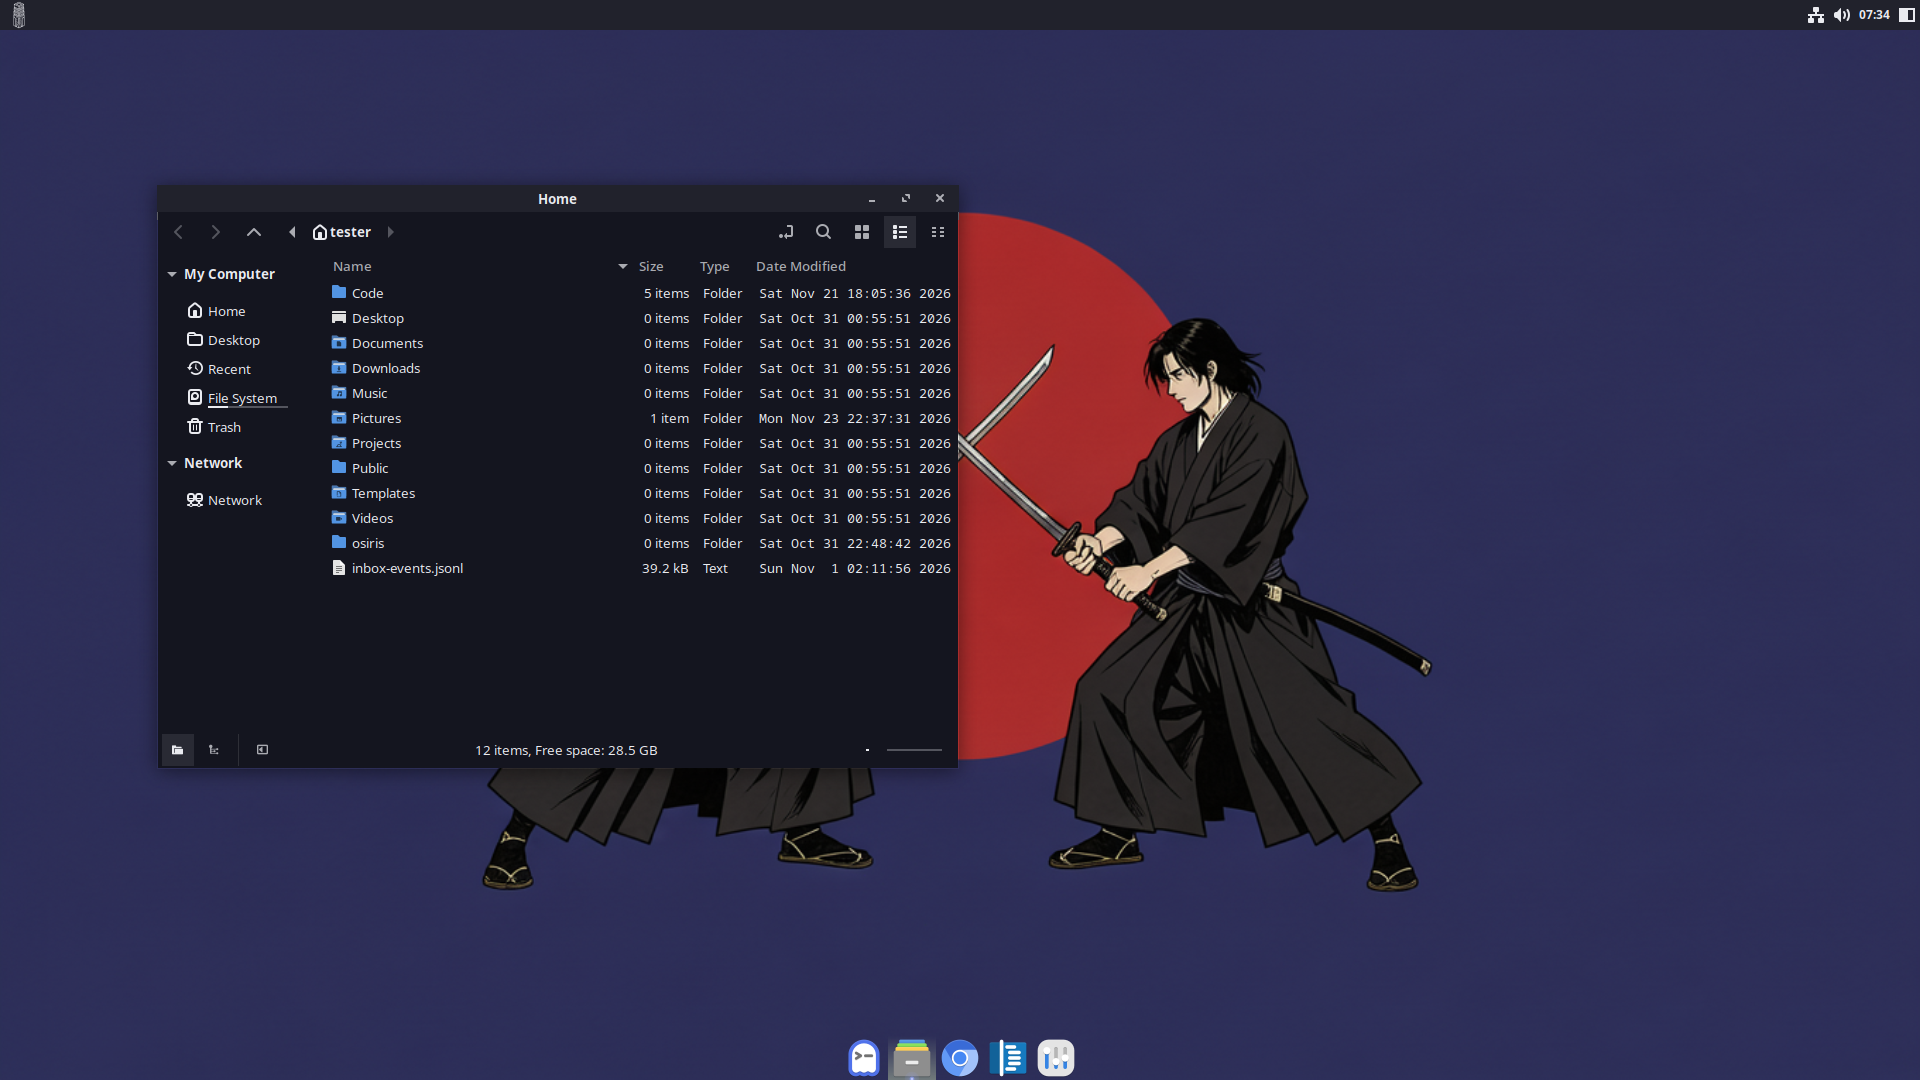 07:34
Home
tester
My Computer
Home
Desktop
Recent
File System
Trash
Network
Network
Name Size Type Date Modified
Code 5 items Folder Sat Nov 21 18:05:36 2026
Desktop 0 items Folder Sat Oct 31 00:55:51 2026
Documents 0 items Folder Sat Oct 31 00:55:51 2026
Downloads 0 items Folder Sat Oct 31 00:55:51 2026
Music 0 items Folder Sat Oct 31 00:55:51 2026
Pictures 1 item Folder Mon Nov 23 22:37:31 2026
Projects 0 items Folder Sat Oct 31 00:55:51 2026
Public 0 items Folder Sat Oct 31 00:55:51 2026
Templates 0 items Folder Sat Oct 31 00:55:51 2026
Videos 0 items Folder Sat Oct 31 00:55:51 2026
osiris 0 items Folder Sat Oct 31 22:48:42 2026
inbox-events.jsonl 39.2 kB Text Sun Nov 1 02:11:56 2026
12 items, Free space: 28.5 GB